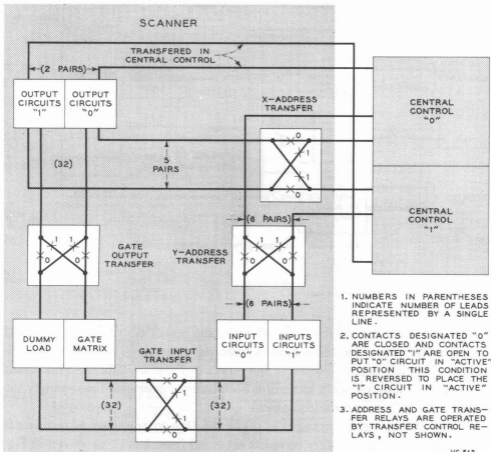 SCANNER
TRANSFERED IN
CENTRAL CONTROL
(2 PAIRS)
OUTPUT
CIRCUITS
"1"
OUTPUT
CIRCUITS
"0"
X-ADDRESS
TRANSFER
CENTRAL
CONTROL
"0"
0
1
1
0
(32)
5
PAIRS
CENTRAL
CONTROL
"1"
(6 PAIRS)
1
1
0
0
GATE
OUTPUT
TRANSFER
Y-ADDRESS
TRANSFER
1
1
0
0
(6 PAIRS)
DUMMY
LOAD
GATE
MATRIX
INPUT
CIRCUITS
"0"
INPUTS
CIRCUITS
"1"
GATE INPUT
TRANSFER
0
1
1
0
(32)
(32)
1. NUMBERS IN PARENTHESES
INDICATE NUMBER OF LEADS
REPRESENTED BY A SINGLE
LINE.
2. CONTACTS DESIGNATED "0"
ARE CLOSED AND CONTACTS
DESIGNATED "1" ARE OPEN TO
PUT "0" CIRCUIT IN "ACTIVE"
POSITION THIS CONDITION
IS REVERSED TO PLACE THE
"1" CIRCUIT IN "ACTIVE"
POSITION.
3. ADDRESS AND GATE TRANS-
FER RELAYS ARE OPERATED
BY TRANSFER CONTROL RE-
LAYS, NOT SHOWN.